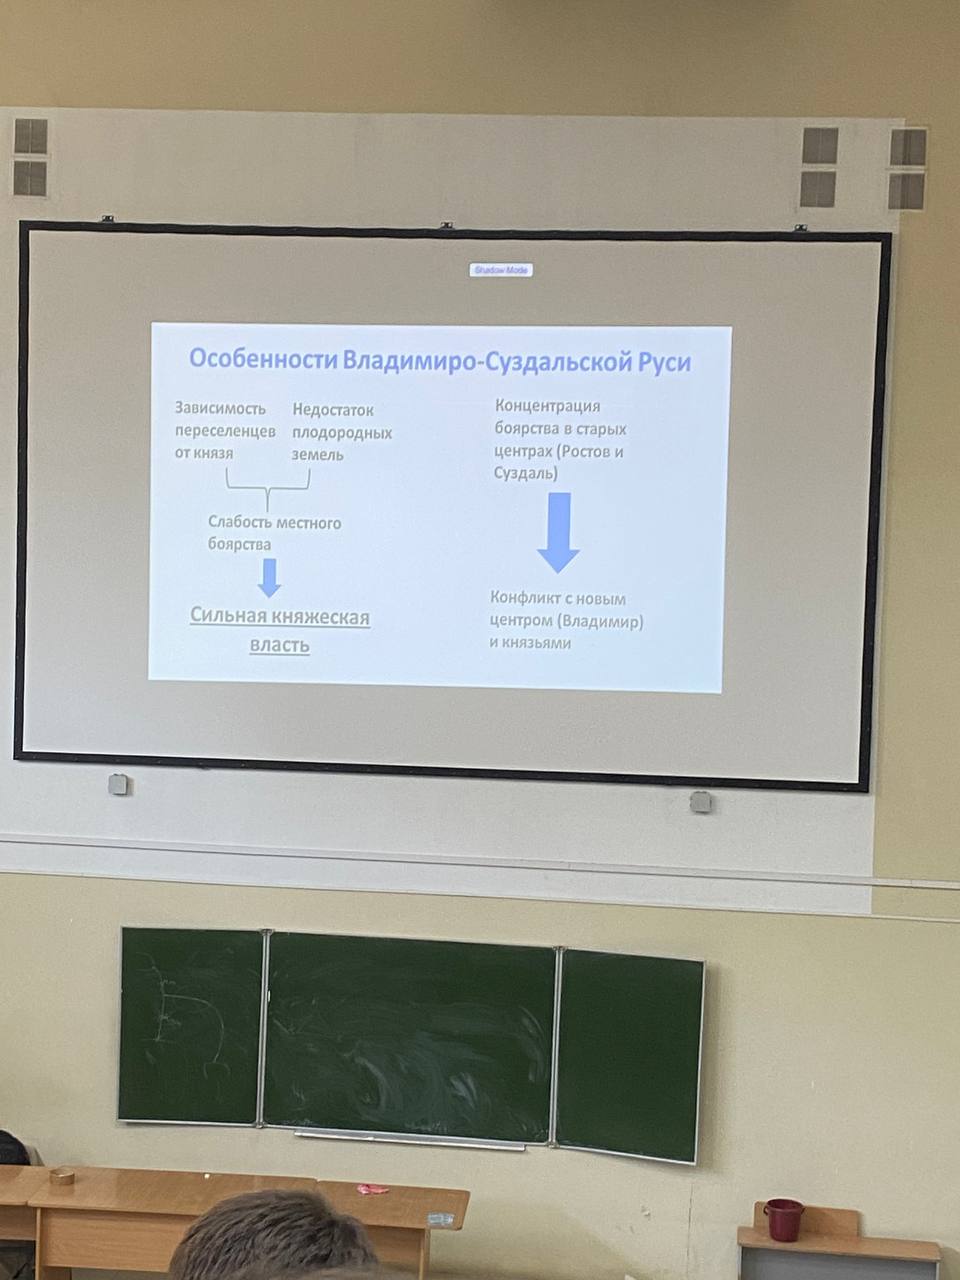 Shadow Mode
Особенности Владимиро-Суздальской Руси
Зависимость
переселенцев
от князя
Недостаток
плодородных
земель
Слабость местного
боярства
Сильная княжеская
власть
Концентрация
боярства в старых
центрах (Ростов и
Суздаль)
Конфликт с новым
центром (Владимир)
и князьями